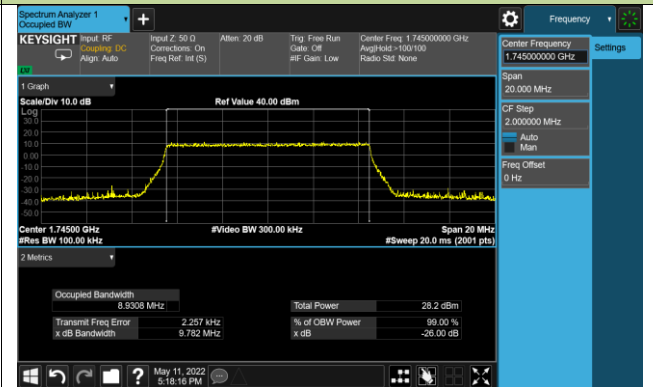 Spectrum Analyzer 1
Occupied BW
Frequency
KEYSIGHT
Input: RF
Coupling: DC
Align: Auto
Input Z: 50 Ω
Corrections: On
Freq Ref: Int (S)
Atten: 20 dB
Trig: Free Run
Gate: Off
#IF Gain: Low
Center Freq: 1.745000000 GHz
Avg|Hold:>100/100
Radio Std: None
Center Frequency
1.745000000 GHz
Settings
Span
20.000 MHz
CF Step
2.000000 MHz
Auto
Man
Freq Offset
0 Hz
1 Graph
Scale/Div 10.0 dB
Ref Value 40.00 dBm
Log
30.0
20.0
10.0
0.00
-10.0
-20.0
-30.0
-40.0
-50.0
Center 1.74500 GHz
#Video BW 300.00 kHz
Span 20 MHz
#Res BW 100.00 kHz
#Sweep 20.0 ms (2001 pts)
2 Metrics
Occupied Bandwidth
8.9308 MHz
Total Power 28.2 dBm
Transmit Freq Error 2.257 kHz
% of OBW Power 99.00 %
x dB Bandwidth 9.782 MHz
x dB -26.00 dB
May 11, 2022
5:18:16 PM